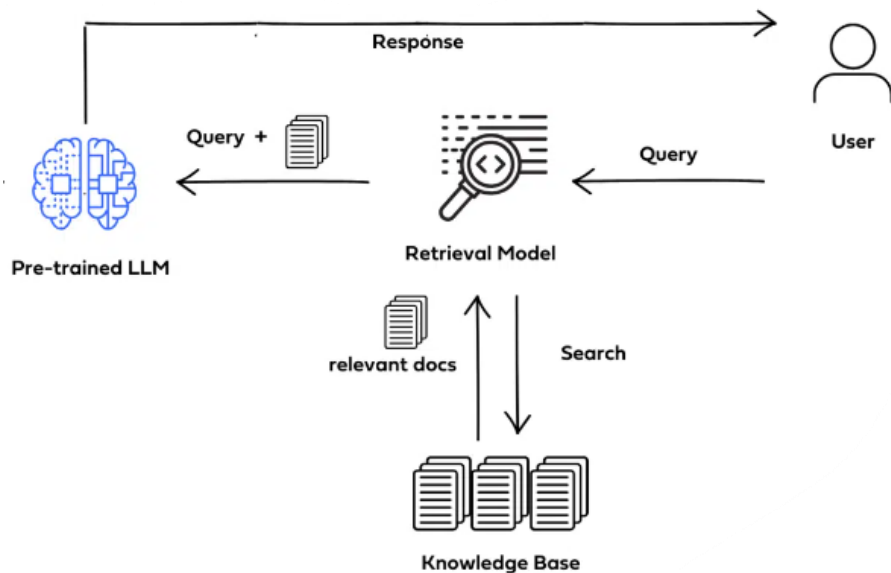 Response
User
Query +
Query
Retrieval Model
Pre-trained LLM
relevant docs
Search
Knowledge Base